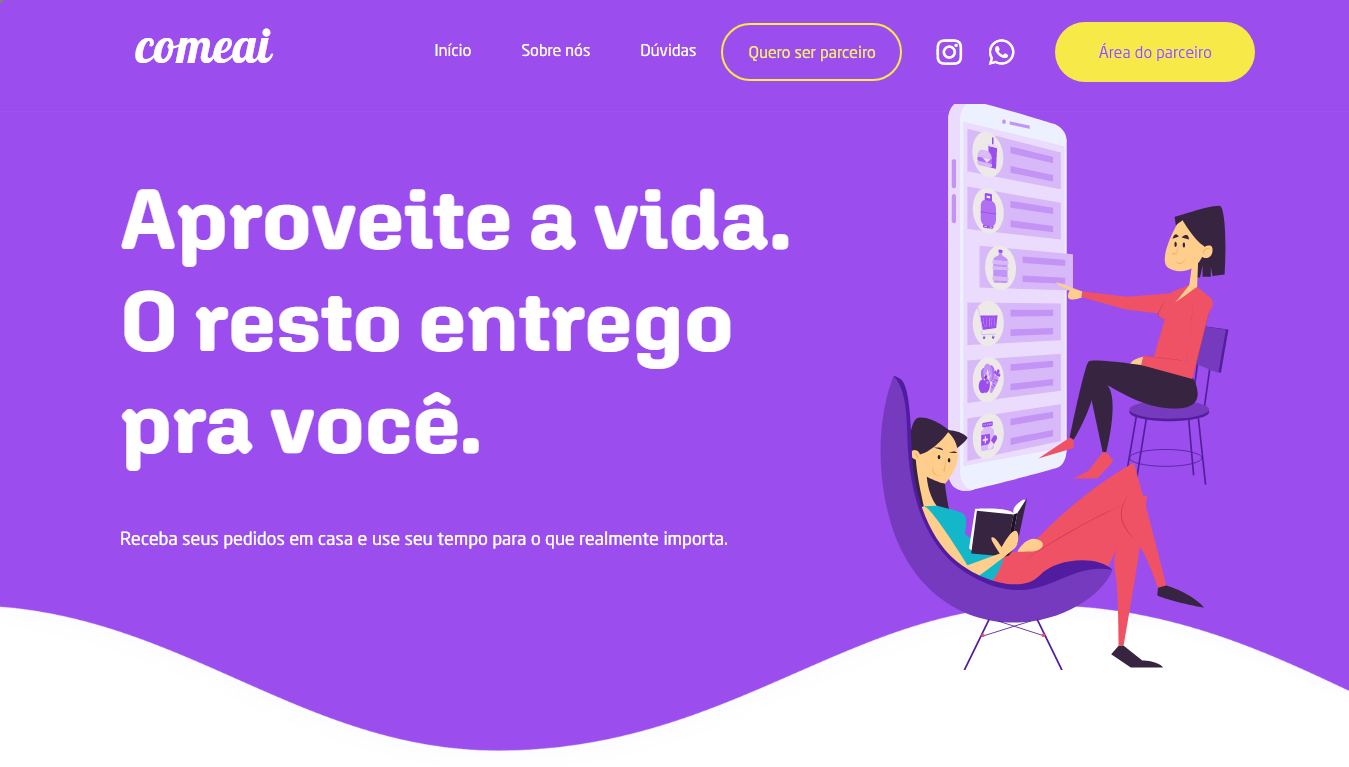 comeai
Início
Sobre nós
Dúvidas
Quero ser parceiro
Área do parceiro
Aproveite a vida.
O resto entrego
pra você.
Receba seus pedidos em casa e use seu tempo para o que realmente importa.